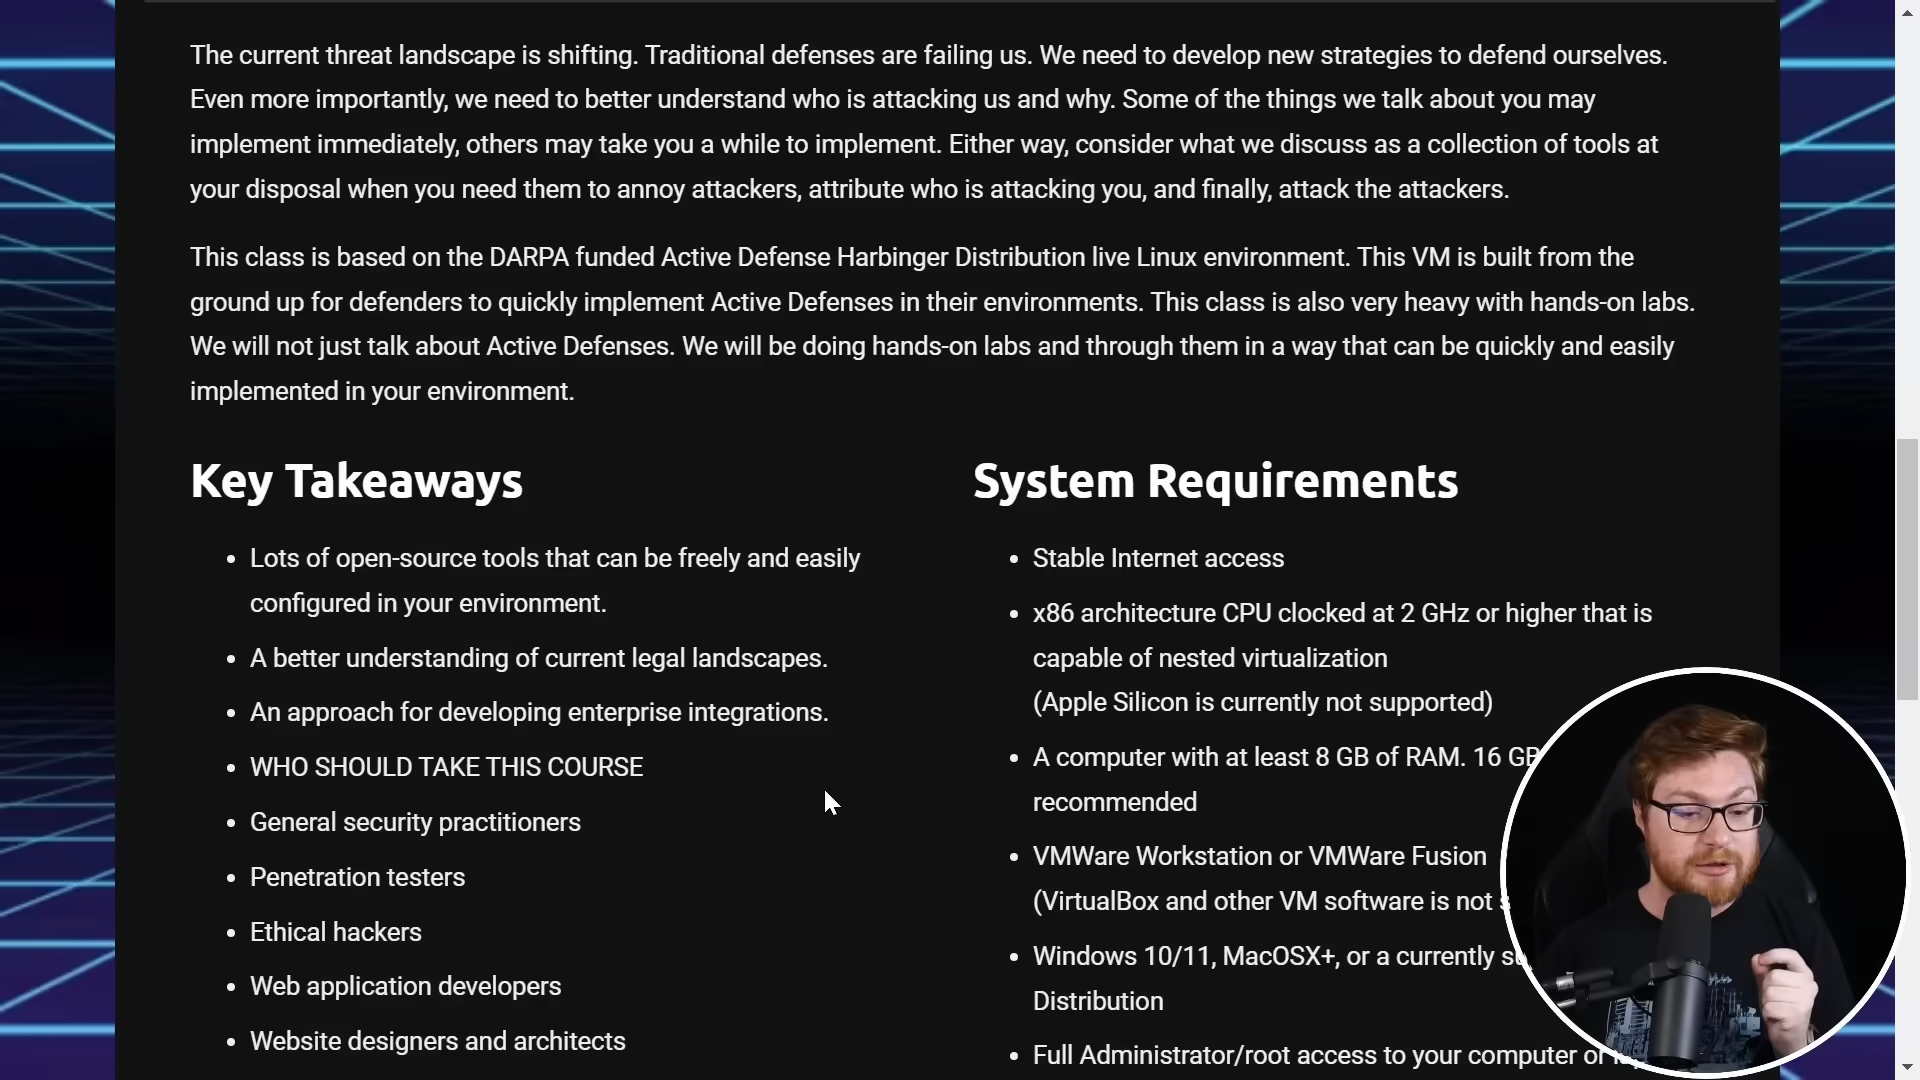 The current threat landscape is shifting. Traditional defenses are failing us. We need to develop new strategies to defend ourselves.
Even more importantly, we need to better understand who is attacking us and why. Some of the things we talk about you may
implement immediately, others may take you a while to implement. Either way, consider what we discuss as a collection of tools at
your disposal when you need them to annoy attackers, attribute who is attacking you, and finally, attack the attackers.
This class is based on the DARPA funded Active Defense Harbinger Distribution live Linux environment. This VM is built from the
ground up for defenders to quickly implement Active Defenses in their environments. This class is also very heavy with hands-on labs.
We will not just talk about Active Defenses. We will be doing hands-on labs and through them in a way that can be quickly and easily
implemented in your environment.
Key Takeaways
• Lots of open-source tools that can be freely and easily
configured in your environment.
• A better understanding of current legal landscapes.
• An approach for developing enterprise integrations.
• WHO SHOULD TAKE THIS COURSE
• General security practitioners
• Penetration testers
• Ethical hackers
• Web application developers
• Website designers and architects
System Requirements
• Stable Internet access
• x86 architecture CPU clocked at 2 GHz or higher that is
capable of nested virtualization
(Apple Silicon is currently not supported)
• A computer with at least 8 GB of RAM. 16 GB
recommended
• VMWare Workstation or VMWare Fusion
(VirtualBox and other VM software is not
• Windows 10/11, MacOSX+, or a currently
Distribution
• Full Administrator/root access to your computer or